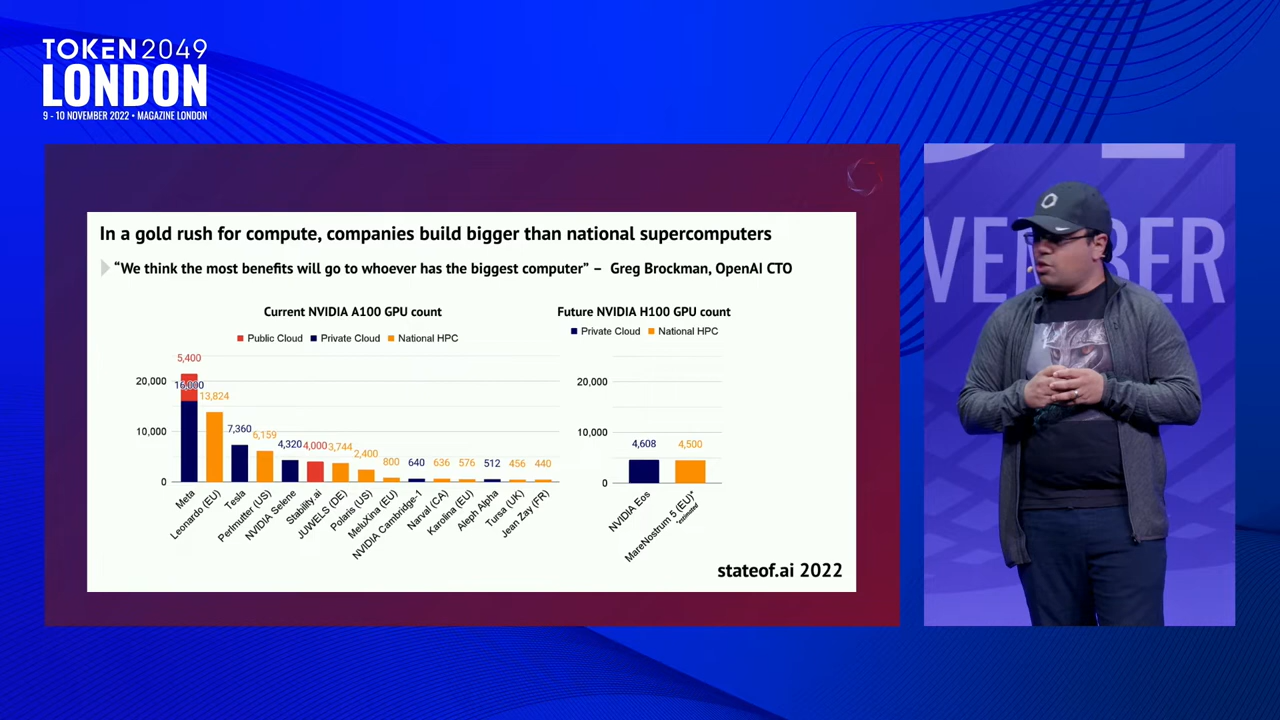 TOKEN2049
LONDON
9 - 10 NOVEMBER 2022 • MAGAZINE LONDON
In a gold rush for compute, companies build bigger than national supercomputers
“We think the most benefits will go to whoever has the biggest computer” – Greg Brockman, OpenAI CTO
Current NVIDIA A100 GPU count
Public Cloud Private Cloud National HPC
5,400
20,000
16,000
13,824
10,000
7,360
6,159
4,320
4,000
3,744
2,400
800
640
636
576
512
456
440
0
Meta
Leonardo (EU)
Tesla
Perlmutter (US)
NVIDIA Selene
Stability.ai
JUWELS (DE)
Polaris (US)
MeluXina (EU)
NVIDIA Cambridge-1
Narval (CA)
Karolina (EU)
Aleph Alpha
Tursa (UK)
Jean Zay (FR)
Future NVIDIA H100 GPU count
Private Cloud National HPC
20,000
10,000
4,608
4,500
0
NVIDIA Eos
MareNostrum 5 (EU)*
*estimated
stateof.ai 2022
VEMBER